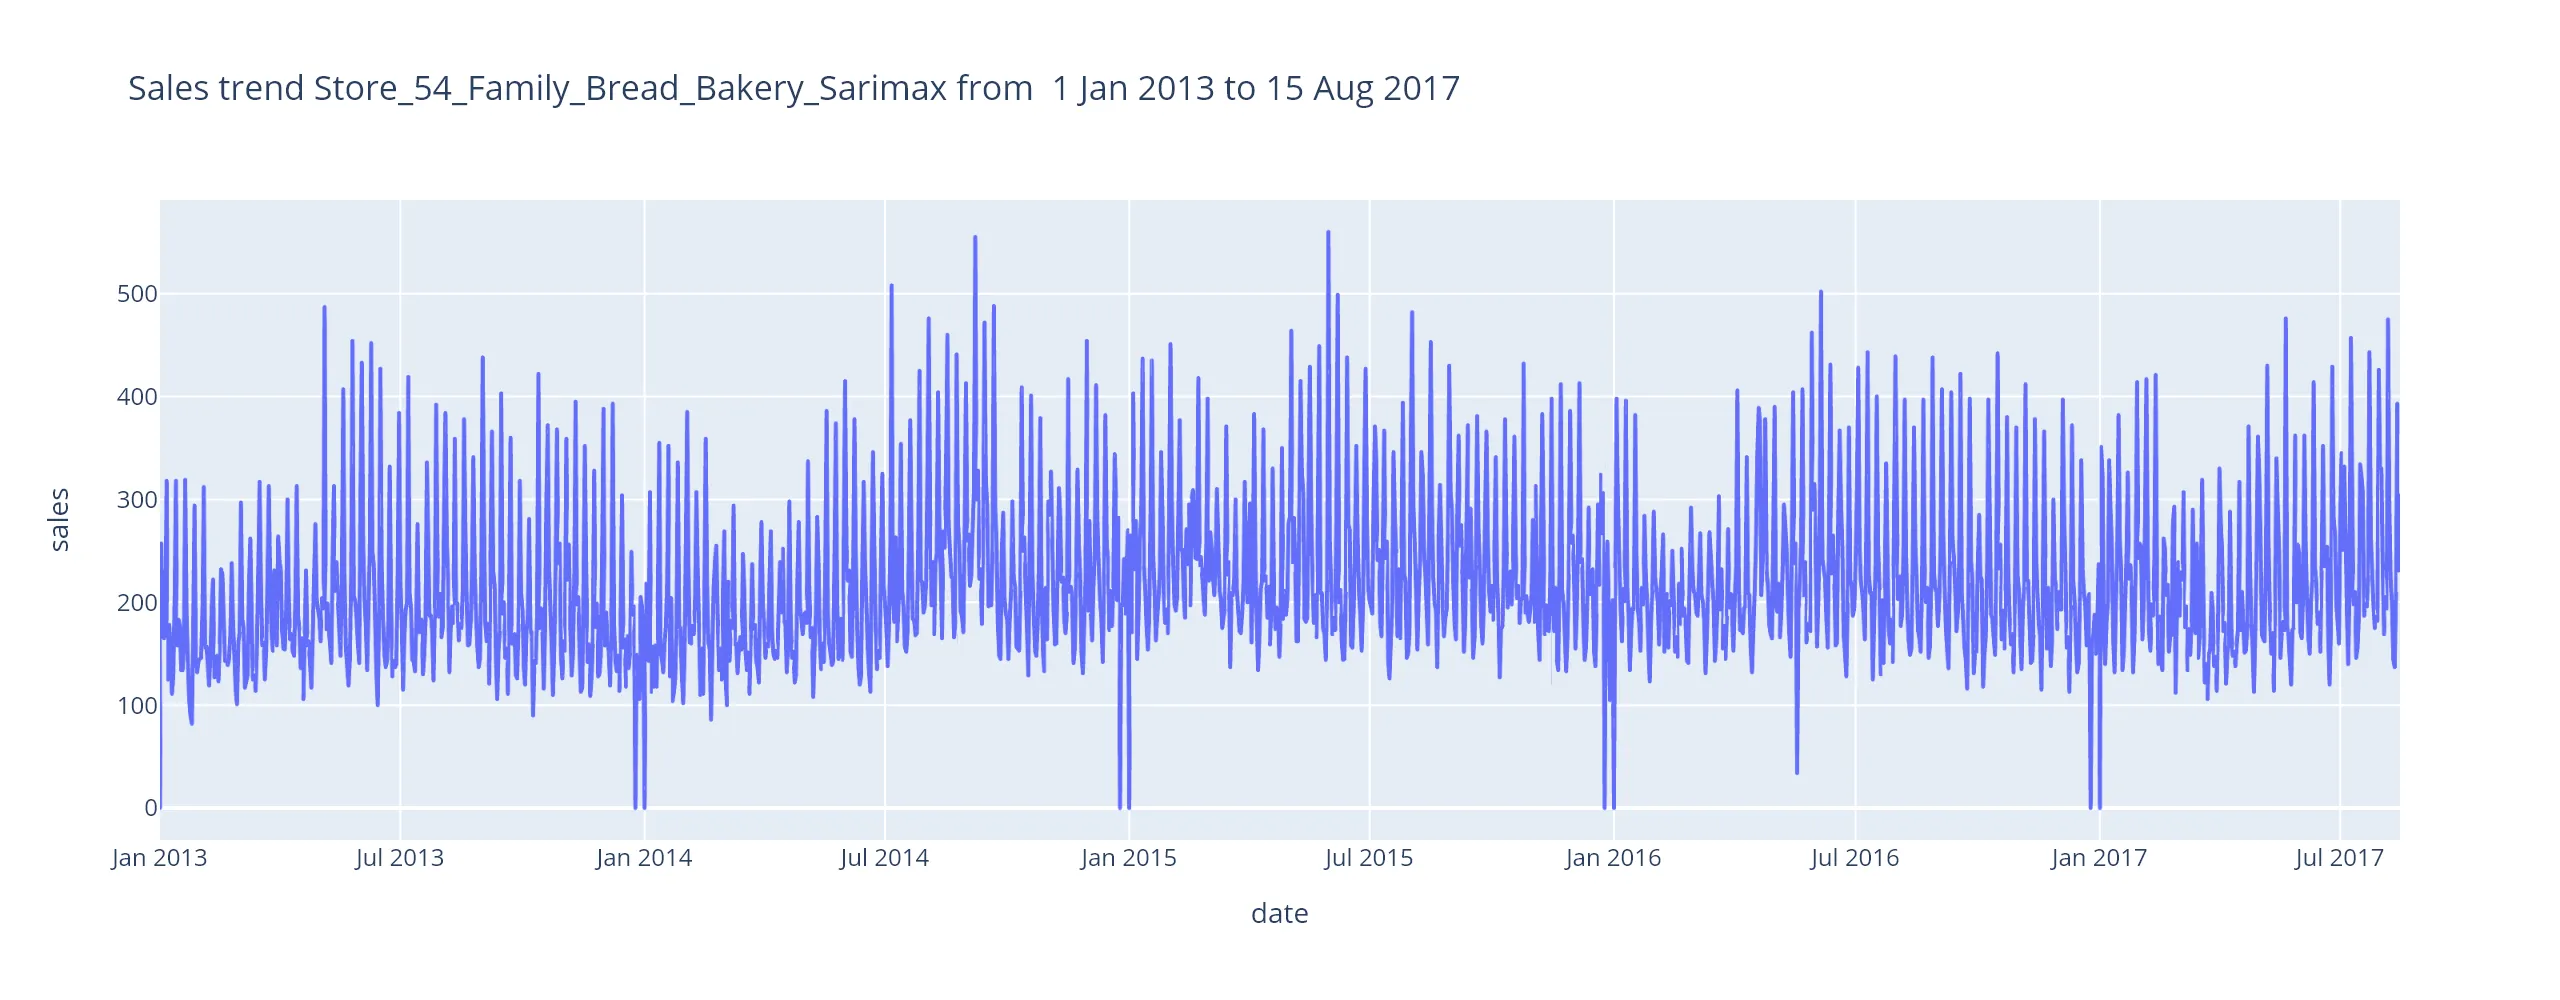 Sales trend Store_54_Family_Bread_Bakery_Sarimax from  1 Jan 2013 to 15 Aug 2017
500
400
300
200
100
0
sales
Jan 2013 Jul 2013 Jan 2014 Jul 2014 Jan 2015 Jul 2015 Jan 2016 Jul 2016 Jan 2017 Jul 2017
date